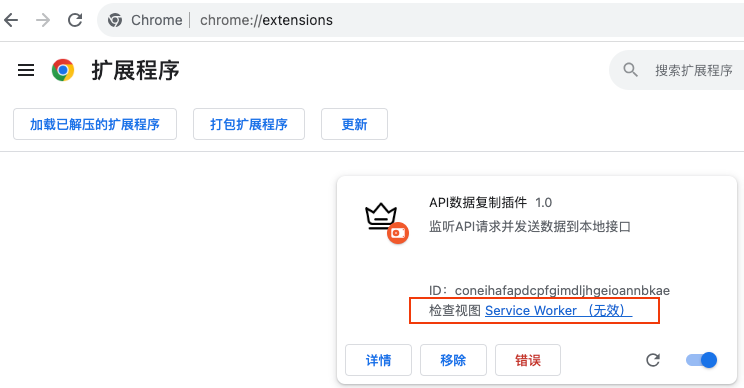 Chrome chrome://extensions
扩展程序
搜索扩展程序
加载已解压的扩展程序 打包扩展程序 更新
API数据复制插件 1.0
监听API请求并发送数据到本地接口
ID：coneihafapdcpfgimdljhgeioannbkae
检查视图 Service Worker （无效）
详情 移除 错误